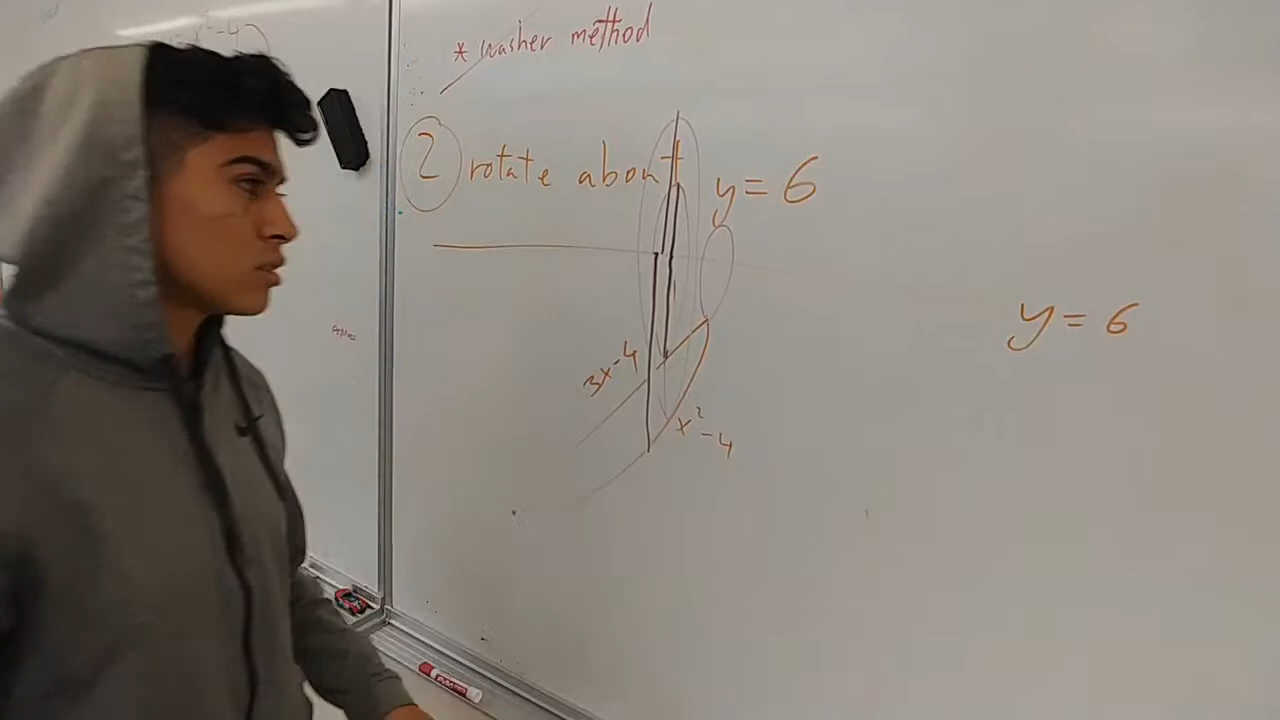 * washer method
2 rotate about y = 6
y = 6
3x-4
x²-4